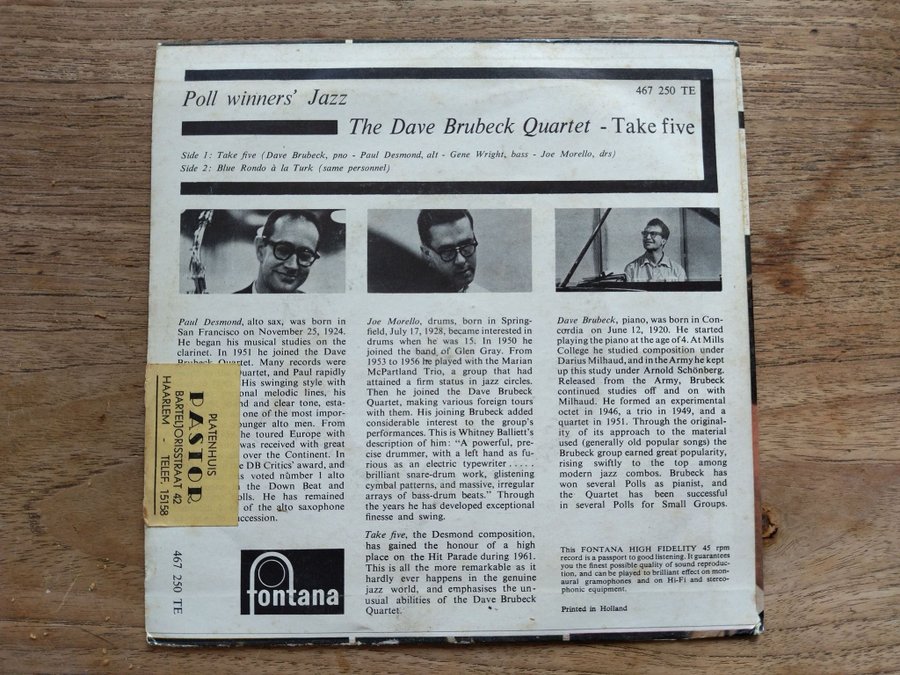 Poll winners' Jazz
467 250 TE
The Dave Brubeck Quartet - Take five
Side 1: Take five (Dave Brubeck, pno - Paul Desmond, alt - Gene Wright, bass - Joe Morello, drs)
Side 2: Blue Rondo à la Turk (same personnel)
Paul Desmond, alto sax, was born in
San Francisco on November 25, 1924.
He began his musical studies on the
clarinet. In 1951 he joined the Dave
Brubeck Quartet. Many records were
uartet, and Paul rapidly
His swinging style with
onal melodic lines, his
nd and clear tone, esta-
one of the most impor-
unger alto men. From
he toured Europe with
was received with great
over the Continent. In
e DB Critics' award, and
s voted number 1 alto
the Down Beat and
olls. He has remained
of the alto saxophone
uccession.
PLATENHUIS
PASTOR
BARTELJORISSTRAAT 42
HAARLEM - TELEF. 15158
467 250 TE
fontana
Joe Morello, drums, born in Spring-
field, July 17, 1928, became interested in
drums when he was 15. In 1950 he
joined the band of Glen Gray. From
1953 to 1956 he played with the Marian
McPartland Trio, a group that had
attained a firm status in jazz circles.
Then he joined the Dave Brubeck
Quartet, making various foreign tours
with them. His joining Brubeck added
considerable interest to the group's
performances. This is Whitney Balliett's
description of him: "A powerful, pre-
cise drummer, with a left hand as fu-
rious as an electric typewriter .....
brilliant snare-drum work, glistening
cymbal patterns, and massive, irregular
arrays of bass-drum beats." Through
the years he has developed exceptional
finesse and swing.
Take five, the Desmond composition,
has gained the honour of a high
place on the Hit Parade during 1961.
This is all the more remarkable as it
hardly ever happens in the genuine
jazz world, and emphasises the un-
usual abilities of the Dave Brubeck
Quartet.
Dave Brubeck, piano, was born in Con-
cordia on June 12, 1920. He started
playing the piano at the age of 4. At Mills
College he studied composition under
Darius Milhaud, and in the Army he kept
up this study under Arnold Schönberg.
Released from the Army, Brubeck
continued studies off and on with
Milhaud. He formed an experimental
octet in 1946, a trio in 1949, and a
quartet in 1951. Through the original-
ity of its approach to the material
used (generally old popular songs) the
Brubeck group earned great popularity,
rising swiftly to the top among
modern jazz combos. Brubeck has
won several Polls as pianist, and
the Quartet has been successful
in several Polls for Small Groups.
This FONTANA HIGH FIDELITY 45 rpm
record is a passport to good listening. It guarantees
you the finest possible quality of sound reproduc-
tion, and can be played to brilliant effect on mon-
aural gramophones and on Hi-Fi and stereo-
phonic equipment.
Printed in Holland